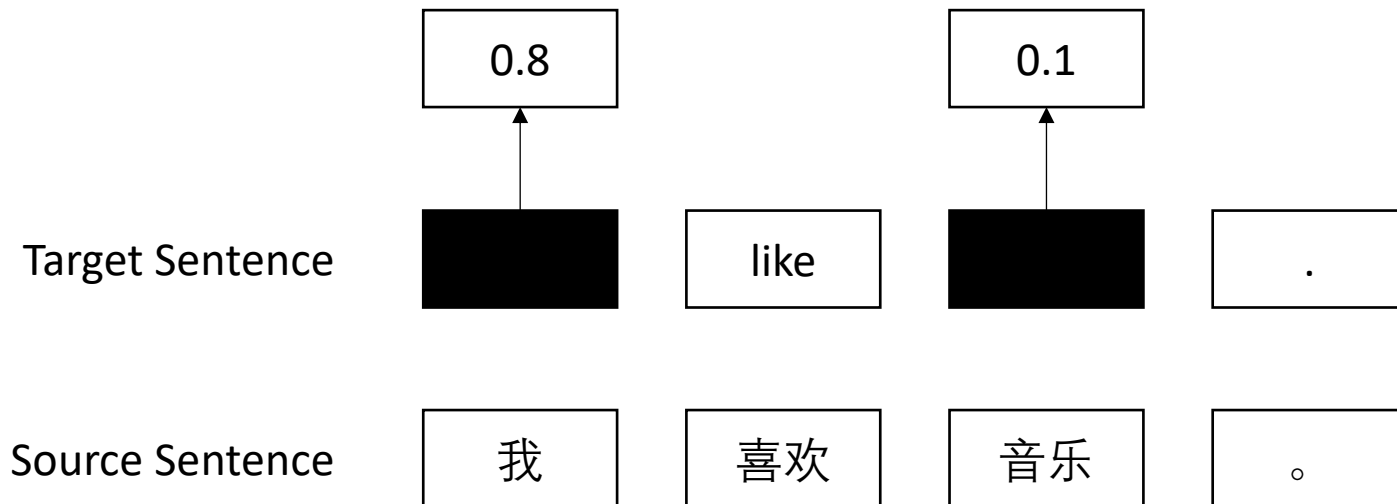 0.8 0.1
Target Sentence like .
Source Sentence 我 喜欢 音乐 。